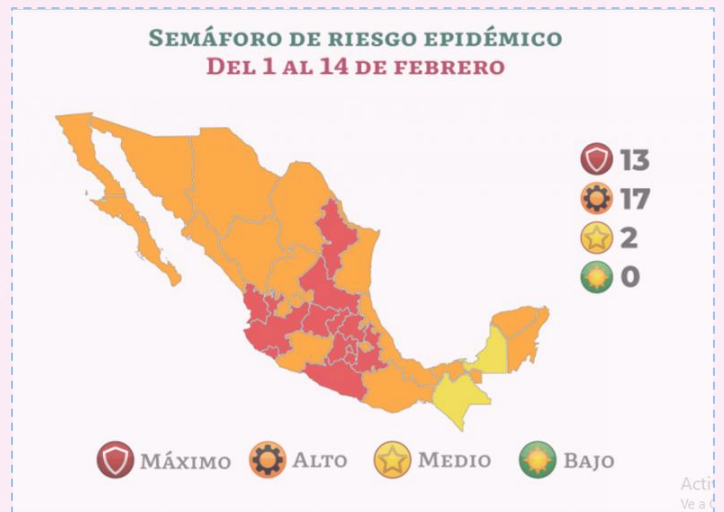 Semáforo de riesgo epidémico
Del 1 al 14 de febrero
13
17
2
0
Máximo
Alto
Medio
Bajo